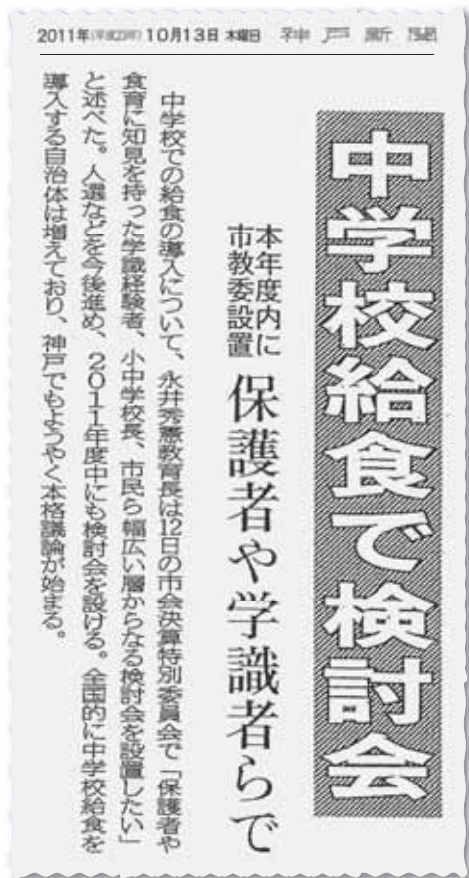 2011年(平成23年)10月13日 木曜日 神戸新聞
中学校給食で検討会
本年度内に
市教委設置
保護者や学識者らで
中学校での給食の導入について、永井秀憲教育長は12日の市会決算特別委員会で「保護者や
食育に知見を持った学識経験者、小中学校長、市民ら幅広い層からなる検討会を設置したい」
と述べた。人選などを今後進め、2011年度中にも検討会を設ける。全国的に中学校給食を
導入する自治体は増えており、神戸でもようやく本格議論が始まる。